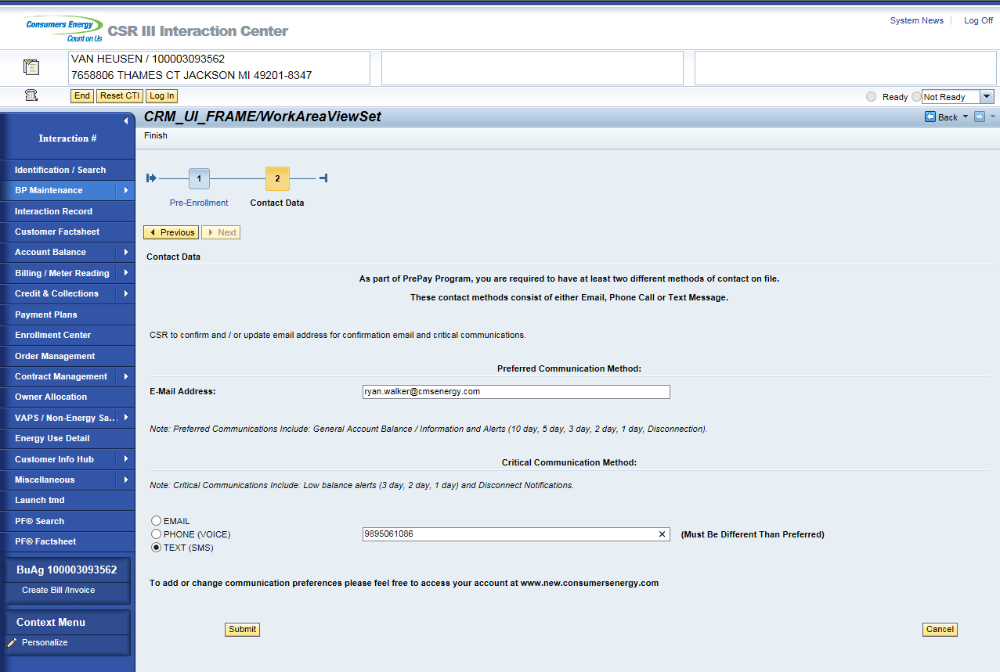 Consumers Energy
Count on Us
CSR III Interaction Center
System News
Log Off
VAN HEUSEN / 100003093562
7658806 THAMES CT JACKSON MI 49201-8347
End
Reset CTI
Log In
Ready
Not Ready
CRM_UI_FRAME/WorkAreaViewSet
Back
Finish
Interaction #
Identification / Search
BP Maintenance
Interaction Record
Customer Factsheet
Account Balance
Billing / Meter Reading
Credit & Collections
Payment Plans
Enrollment Center
Order Management
Contract Management
Owner Allocation
VAPS / Non-Energy Sa...
Energy Use Detail
Customer Info Hub
Miscellaneous
Launch tmd
PF® Search
PF® Factsheet
BuAg 100003093562
Create Bill /Invoice
Context Menu
Personalize
1
2
Pre-Enrollment
Contact Data
Previous
Next
Contact Data
As part of PrePay Program, you are required to have at least two different methods of contact on file.
These contact methods consist of either Email, Phone Call or Text Message.
CSR to confirm and / or update email address for confirmation email and critical communications.
Preferred Communication Method:
E-Mail Address:
ryan.walker@cmsenergy.com
Note: Preferred Communications Include: General Account Balance / Information and Alerts (10 day, 5 day, 3 day, 2 day, 1 day, Disconnection).
Critical Communication Method:
Note: Critical Communications Include: Low balance alerts (3 day, 2 day, 1 day) and Disconnect Notifications.
EMAIL
PHONE (VOICE)
TEXT (SMS)
9895061086
(Must Be Different Than Preferred)
To add or change communication preferences please feel free to access your account at www.new.consumersenergy.com
Submit
Cancel